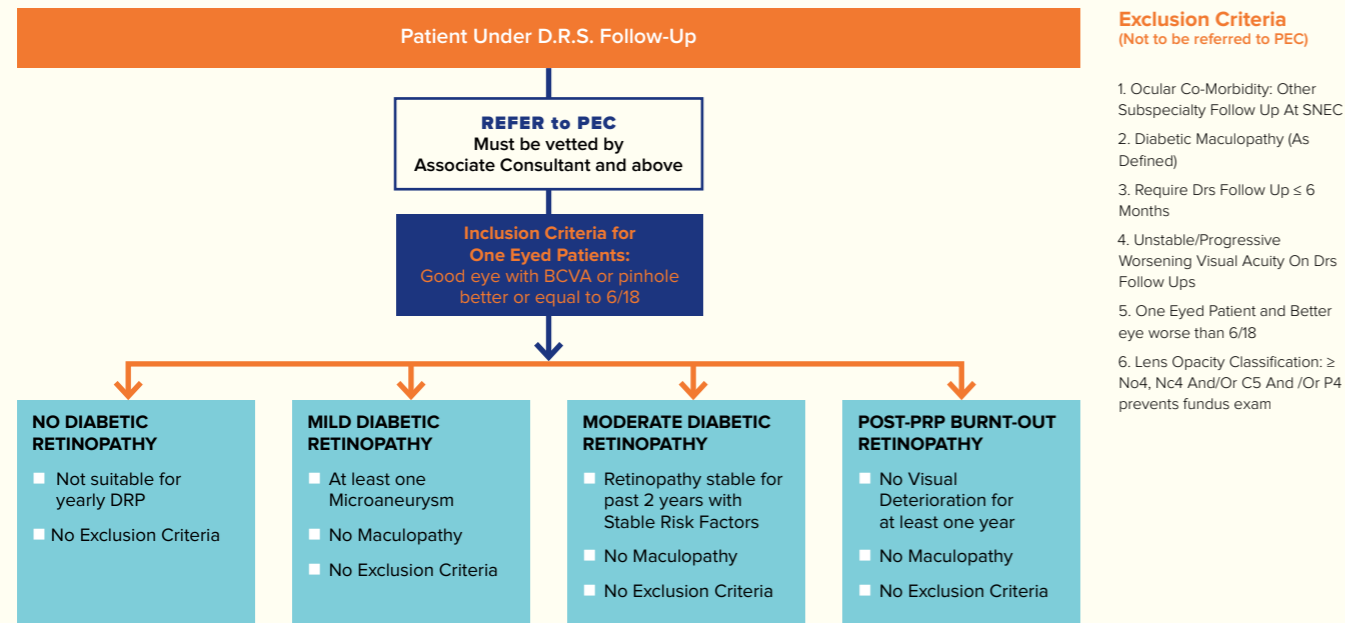 Patient Under D.R.S. Follow-Up
REFER to PEC
Must be vetted by
Associate Consultant and above
Inclusion Criteria for
One Eyed Patients:
Good eye with BCVA or pinhole
better or equal to 6/18
NO DIABETIC
RETINOPATHY
Not suitable for
yearly DRP
No Exclusion Criteria
MILD DIABETIC
RETINOPATHY
At least one
Microaneurysm
No Maculopathy
No Exclusion Criteria
MODERATE DIABETIC
RETINOPATHY
Retinopathy stable for
past 2 years with
Stable Risk Factors
No Maculopathy
No Exclusion Criteria
POST-PRP BURNT-OUT
RETINOPATHY
No Visual
Deterioration for
at least one year
No Maculopathy
No Exclusion Criteria
Exclusion Criteria
(Not to be referred to PEC)
1. Ocular Co-Morbidity: Other
Subspecialty Follow Up At SNEC
2. Diabetic Maculopathy (As
Defined)
3. Require Drs Follow Up ≤ 6
Months
4. Unstable/Progressive
Worsening Visual Acuity On Drs
Follow Ups
5. One Eyed Patient and Better
eye worse than 6/18
6. Lens Opacity Classification: ≥
No4, Nc4 And/Or C5 And /Or P4
prevents fundus exam